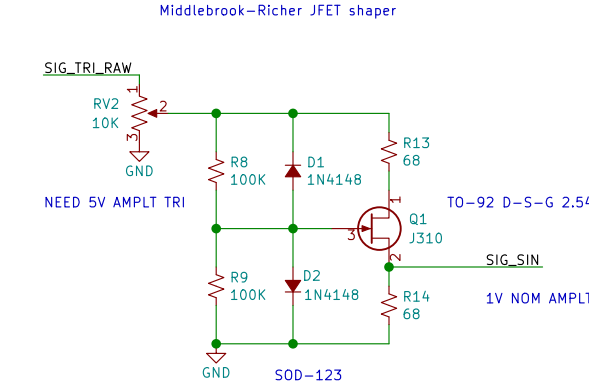 Middlebrook-Richer JFET shaper
SIG_TRI_RAW
1
RV2
10K
2
3
GND
R13
68
R8
100K
D1
1N4148
NEED 5V AMPLT TRI
1
TO-92 D-S-G 2.54
Q1
J310
3
2
SIG_SIN
R9
100K
D2
1N4148
R14
68
1V NOM AMPLT
GND
SOD-123